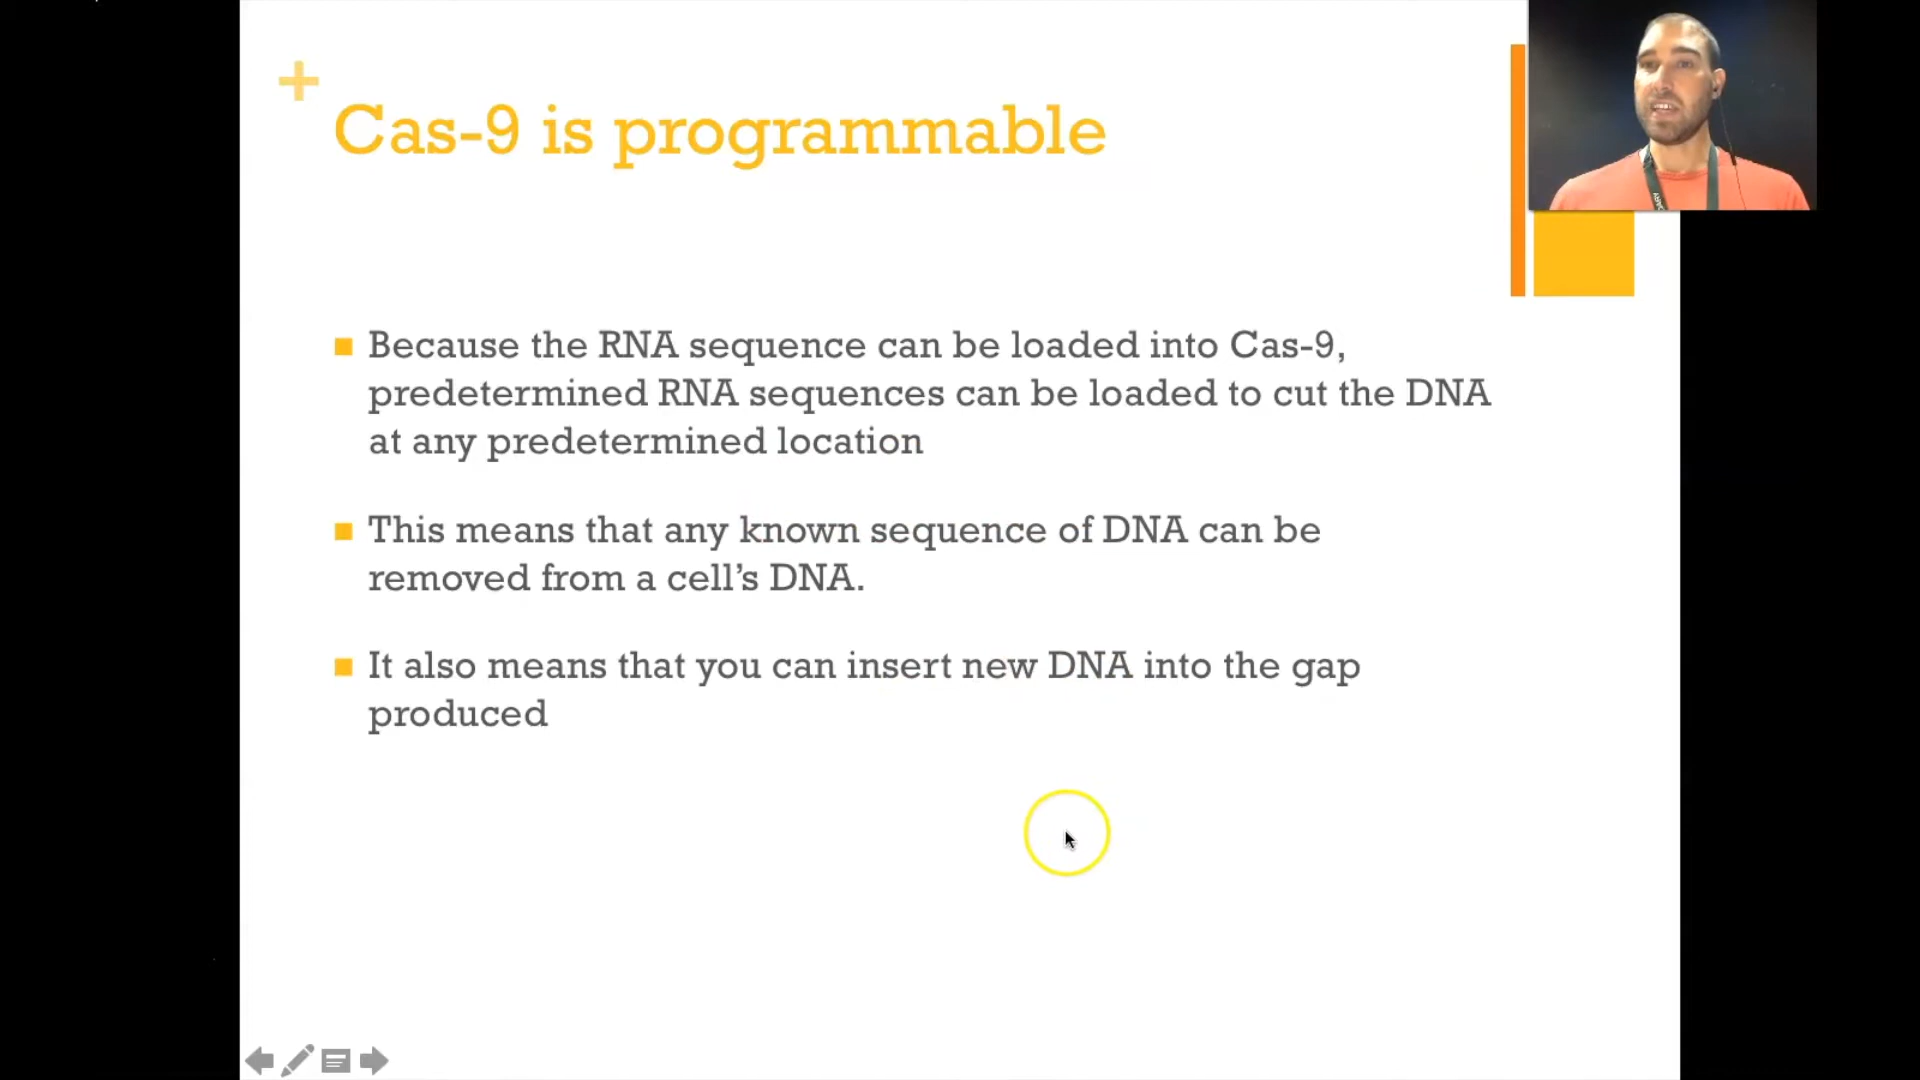 +
Cas-9 is programmable
Because the RNA sequence can be loaded into Cas-9,
predetermined RNA sequences can be loaded to cut the DNA
at any predetermined location
This means that any known sequence of DNA can be
removed from a cell’s DNA.
It also means that you can insert new DNA into the gap
produced